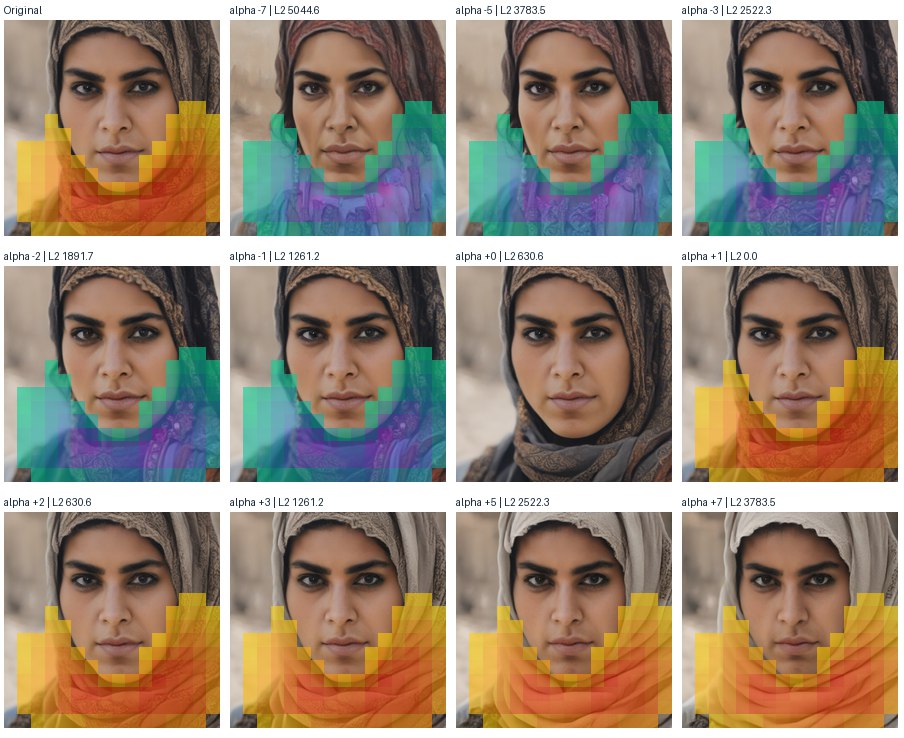 Original
alpha -7 | L2 5044.6
alpha -5 | L2 3783.5
alpha -3 | L2 2522.3
alpha -2 | L2 1891.7
alpha -1 | L2 1261.2
alpha +0 | L2 630.6
alpha +1 | L2 0.0
alpha +2 | L2 630.6
alpha +3 | L2 1261.2
alpha +5 | L2 2522.3
alpha +7 | L2 3783.5